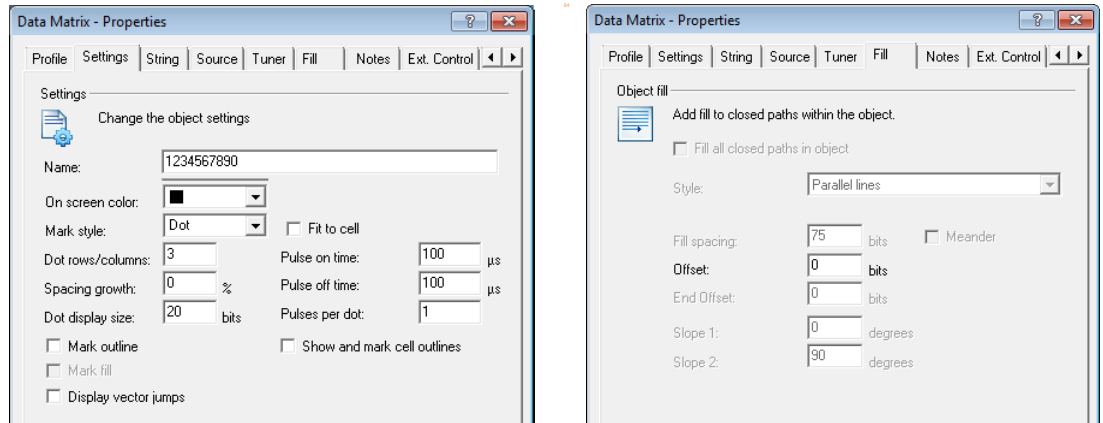 Data Matrix - Properties
Profile Settings String Source Tuner Fill Notes Ext. Control
Settings
Change the object settings
Name: 1234567890
On screen color:
Mark style: Dot Fit to cell
Dot rows/columns: 3 Pulse on time: 100 µs
Spacing growth: 0 % Pulse off time: 100 µs
Dot display size: 20 bits Pulses per dot: 1
Mark outline Show and mark cell outlines
Mark fill
Display vector jumps
Data Matrix - Properties
Profile Settings String Source Tuner Fill Notes Ext. Control
Object fill
Add fill to closed paths within the object.
Fill all closed paths in object
Style: Parallel lines
Fill spacing: 75 bits Meander
Offset: 0 bits
End Offset: 0 bits
Slope 1: 0 degrees
Slope 2: 90 degrees